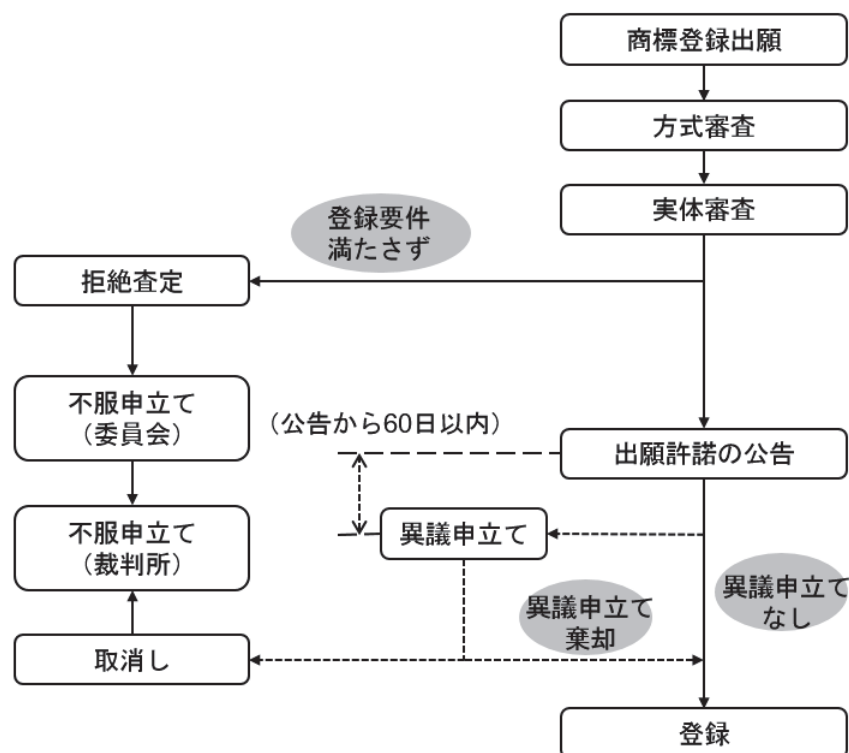 商標登録出願
方式審査
実体審査
登録要件
満たさず
拒絶査定
不服申立て
（委員会）
（公告から60日以内）
出願許諾の公告
不服申立て
（裁判所）
異議申立て
異議申立て
なし
異議申立て
棄却
取消し
登録